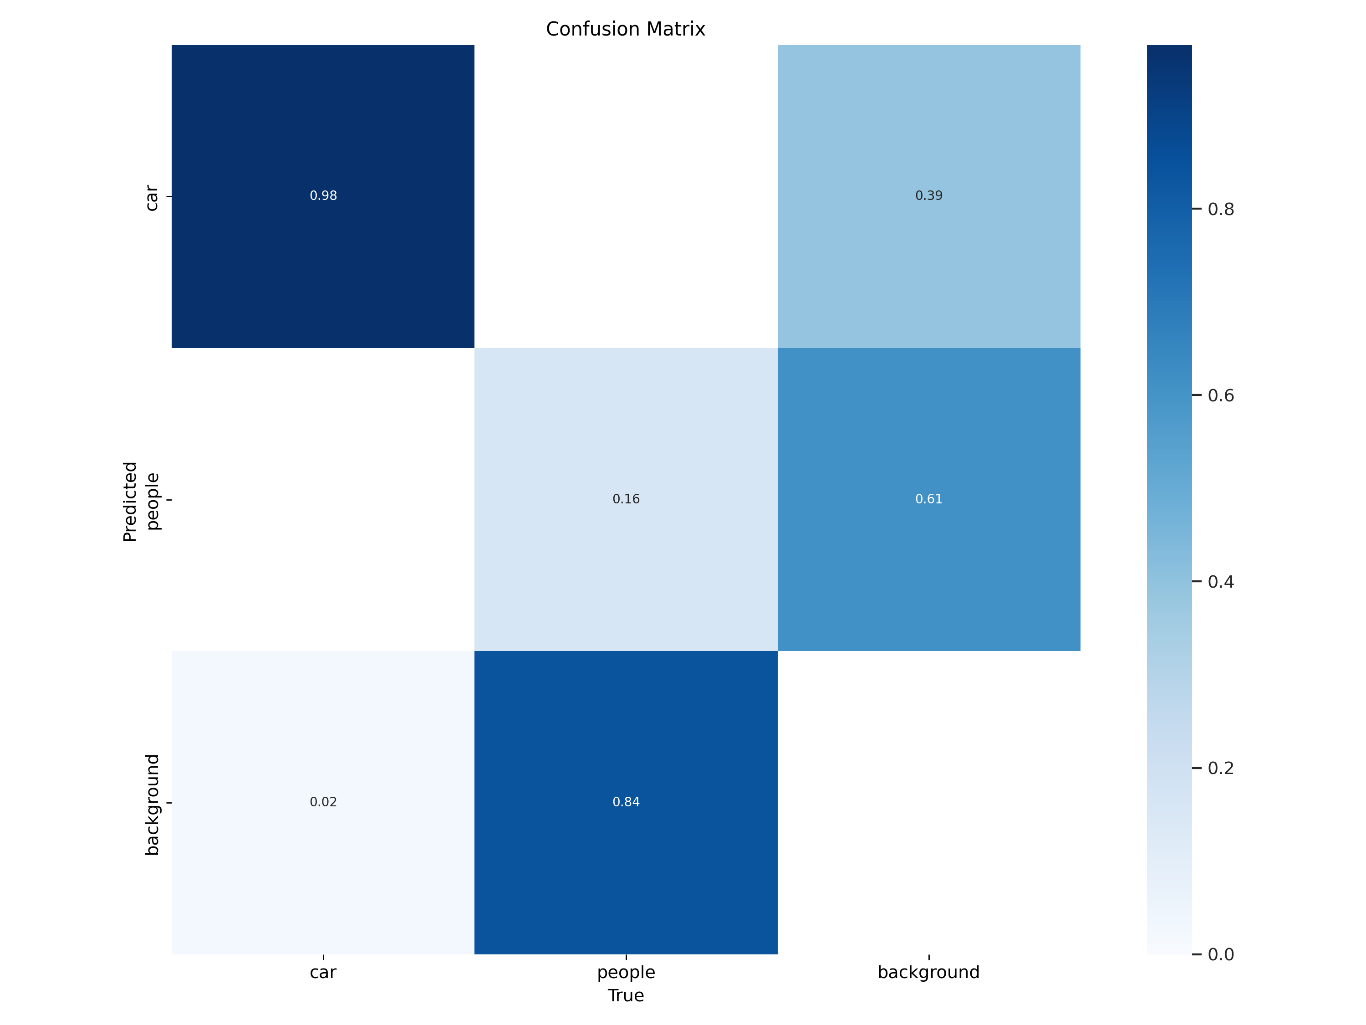 Confusion Matrix
car
0.98
0.39
0.8
0.6
Predicted
people
0.16
0.61
0.4
background
0.02
0.84
0.2
0.0
car
people
background
True